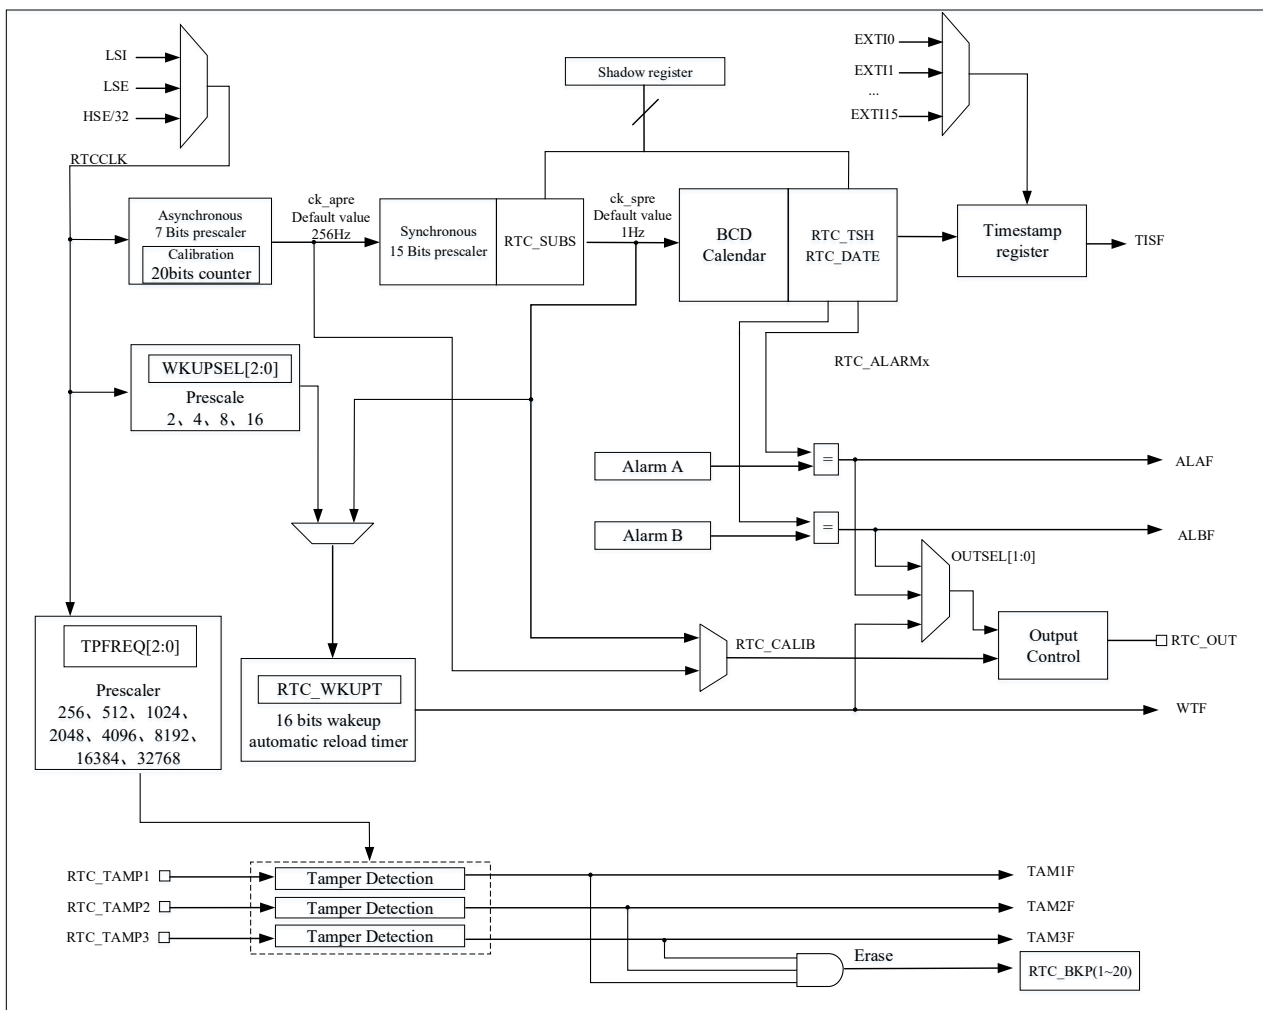 LSI
LSE
HSE/32
RTCCLK
Shadow register
EXTI0
EXTI1
...
EXTI15
Asynchronous
7 Bits prescaler
Calibration
20bits counter
ck_apre
Default value
256Hz
Synchronous
15 Bits prescaler
RTC_SUBS
ck_spre
Default value
1Hz
BCD
Calendar
RTC_TSH
RTC_DATE
Timestamp
register
TISF
WKUPSEL[2:0]
Prescale
2、4、8、16
RTC_ALARMx
Alarm A
=
ALAF
Alarm B
=
ALBF
OUTSEL[1:0]
TPFREQ[2:0]
Prescaler
256、512、1024、
2048、4096、8192、
16384、32768
RTC_WKUPT
16 bits wakeup
automatic reload timer
RTC_CALIB
Output
Control
RTC_OUT
WTF
RTC_TAMP1
Tamper Detection
TAM1F
RTC_TAMP2
Tamper Detection
TAM2F
RTC_TAMP3
Tamper Detection
TAM3F
Erase
RTC_BKP(1~20)